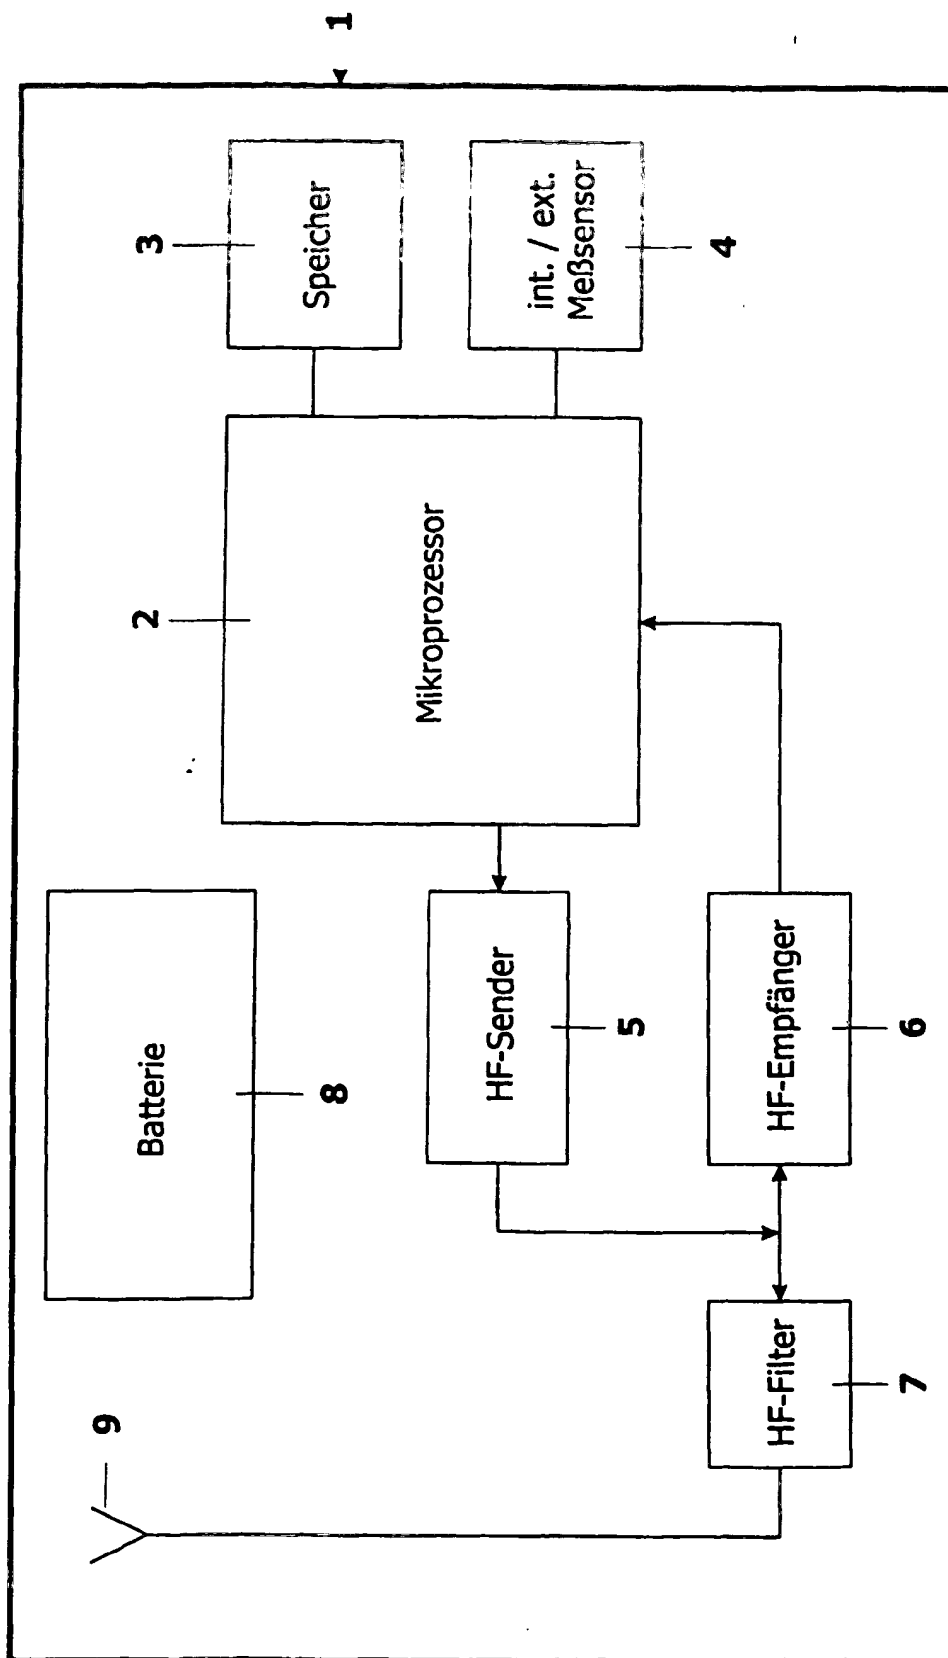 1
9
Batterie
8
2
Mikroprozessor
3
Speicher
int. / ext.
Meßsensor
4
HF-Sender
5
HF-Filter
7
HF-Empfänger
6